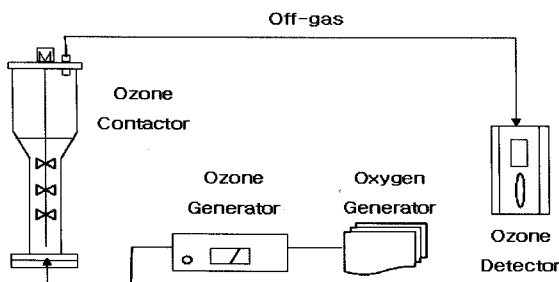 Off-gas
M
Ozone
Contactor
Ozone
Generator
Oxygen
Generator
Ozone
Detector